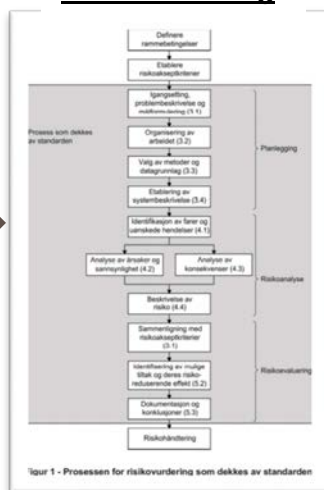 Definere
rammebetingelser
Etablere
risikoakseptkriterier
Igangsetting,
problembeskrivelse og
målformulering (3.1)
Prosess som dekkes
av standarden
Organisering av
arbeidet (3.2)
Planlegging
Valg av metoder og
datagrunnlag (3.3)
Etablering av
systembeskrivelse (3.4)
Identifikasjon av farer og
uønskede hendelser (4.1)
Analyse av årsaker og
sannsynlighet (4.2)
Analyse av
konsekvenser (4.3)
Risikoanalyse
Beskrivelse av
risiko (4.4)
Sammenligning med
risikoakseptkriterier
Identifisering av mulige
tiltak og deres risiko-
reduserende effekt (5.2)
Risikoevaluering
Dokumentasjon og
konklusjoner (5.3)
Risikohåndtering
Figur 1 - Prosessen for risikovurdering som dekkes av standarden